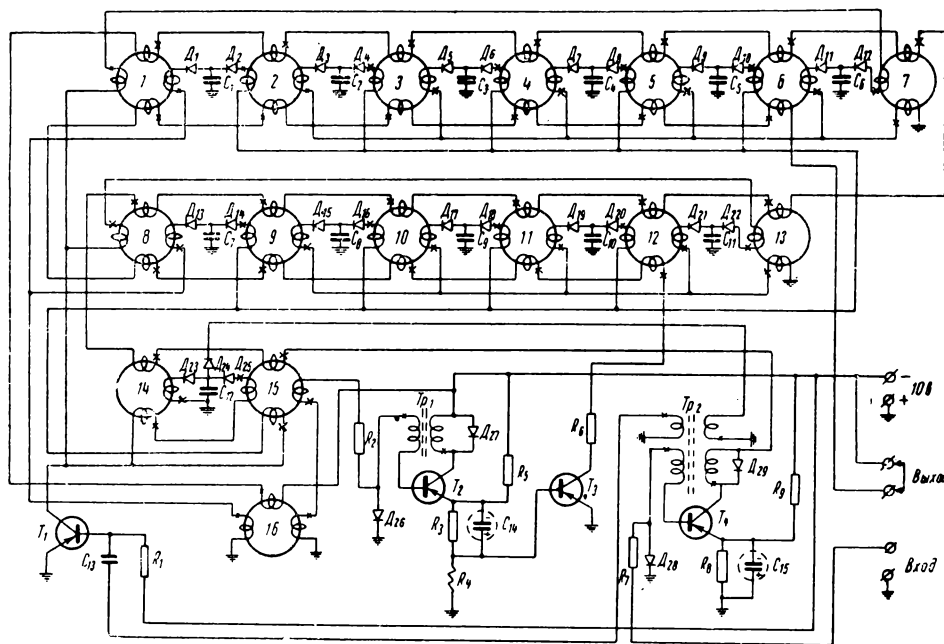 Д1 Д2 Д3 Д4 Д5 Д6 Д7 Д8 Д9 Д10 Д11 Д12
1 2 3 4 5 6 7
C1 C2 C3 C4 C5 C6
Д13 Д14 Д15 Д16 Д17 Д18 Д19 Д20 Д21 Д22
8 9 10 11 12 13
C7 C8 C9 C10 C11
Д23 Д24 Д25
14 15
C12
Тр1 Тр2
- 10В
+
R2 Д27 R5 R6 Д29 R9
Выход
T2 T3 T4
Д26 R3 C14 R7 Д28 R8 C15
16
T1
C13 R1 R4
Вход